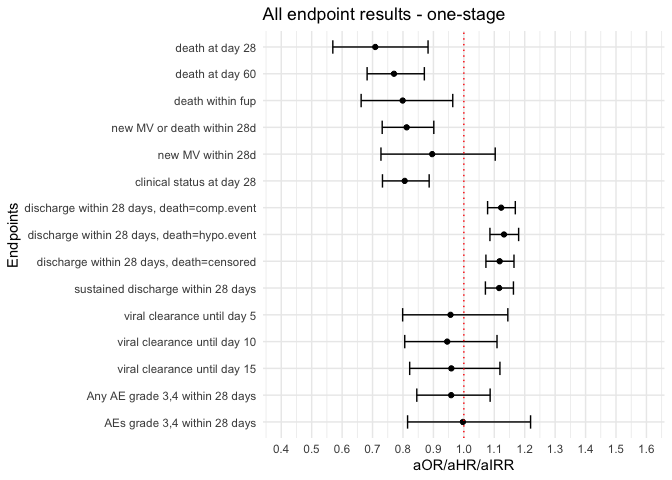 All endpoint results - one-stage
death at day 28
death at day 60
death within fup
new MV or death within 28d
new MV within 28d
clinical status at day 28
discharge within 28 days, death=comp.event
discharge within 28 days, death=hypo.event
discharge within 28 days, death=censored
sustained discharge within 28 days
viral clearance until day 5
viral clearance until day 10
viral clearance until day 15
Any AE grade 3,4 within 28 days
AEs grade 3,4 within 28 days
Endpoints
0.4 0.5 0.6 0.7 0.8 0.9 1.0 1.1 1.2 1.3 1.4 1.5 1.6
aOR/aHR/aIRR